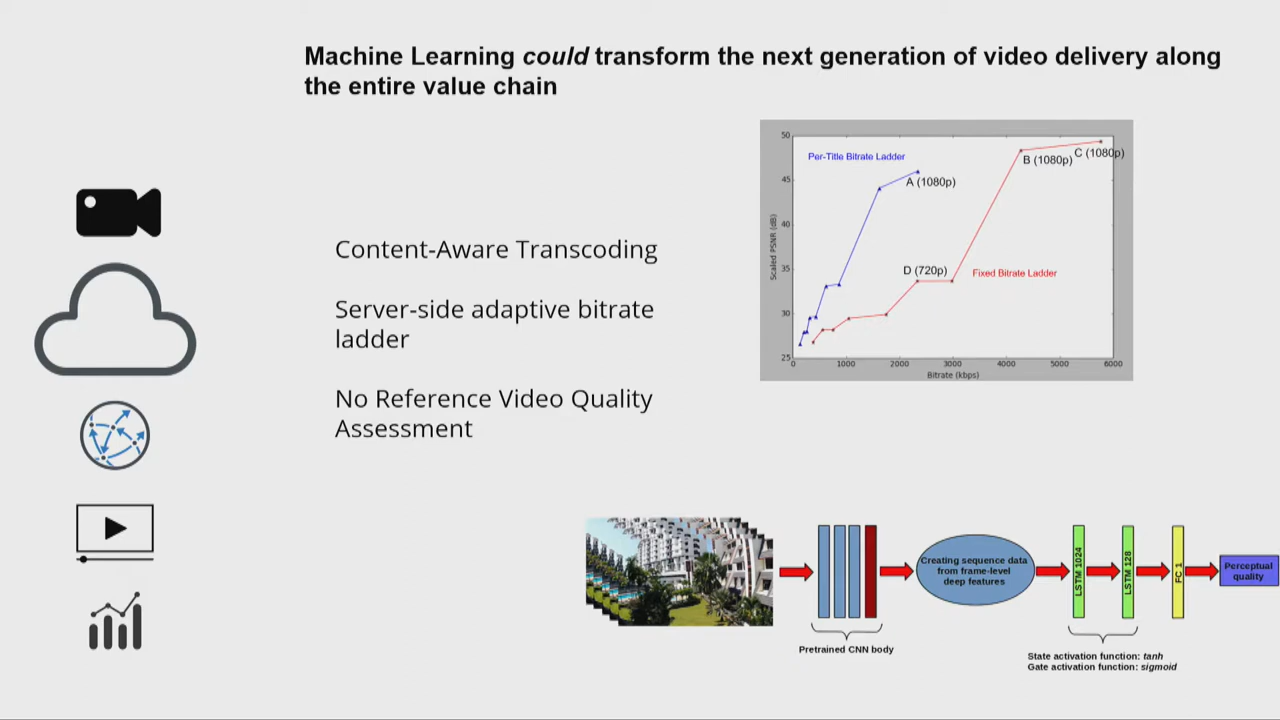 Machine Learning could transform the next generation of video delivery along
the entire value chain
Content-Aware Transcoding
Server-side adaptive bitrate
ladder
No Reference Video Quality
Assessment
50
45
40
35
30
25
Scaled PSNR (dB)
Per-Title Bitrate Ladder
A (1080p)
B (1080p)
C (1080p)
D (720p)
Fixed Bitrate Ladder
0 1000 2000 3000 4000 5000 6000
Bitrate (kbps)
Pretrained CNN body
Creating sequence data
from frame-level
deep features
LSTM 1024
LSTM 128
FC 1
Perceptual
quality
State activation function: tanh
Gate activation function: sigmoid